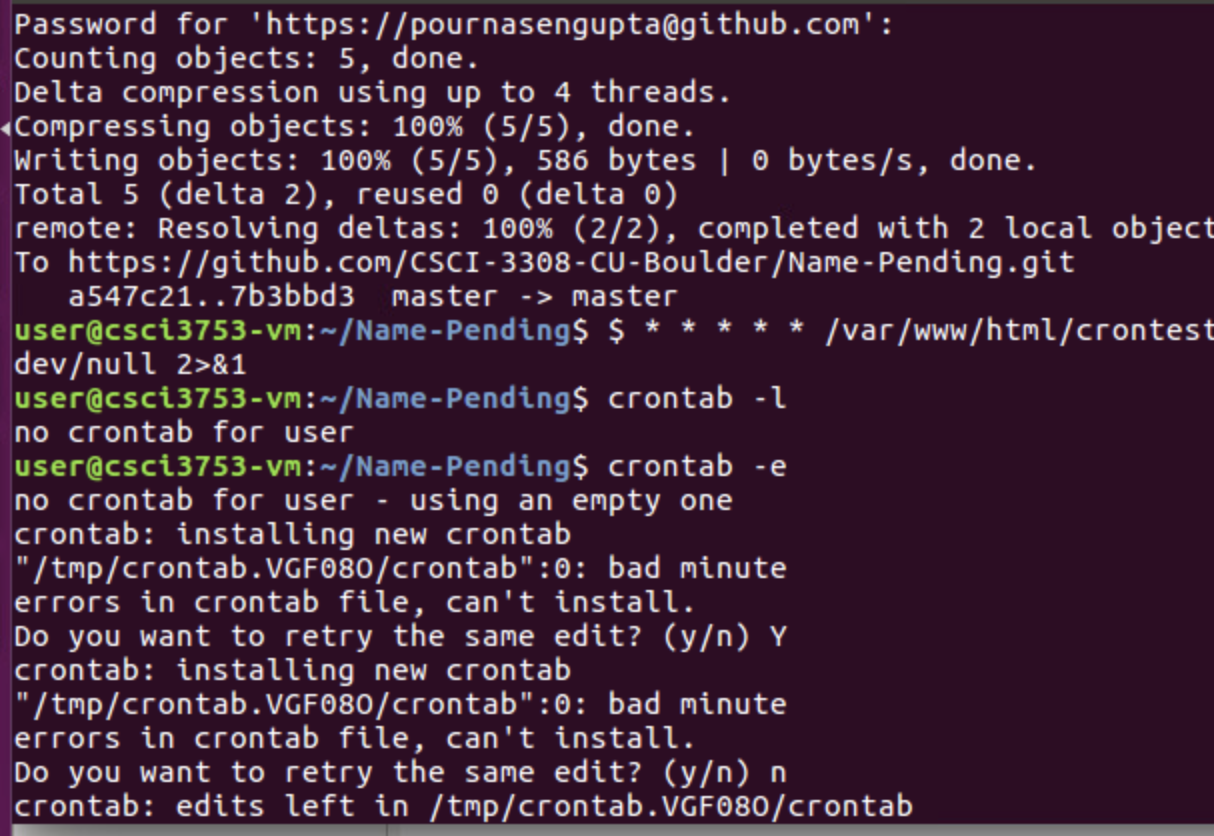 Password for 'https://pournasengupta@github.com':
Counting objects: 5, done.
Delta compression using up to 4 threads.
Compressing objects: 100% (5/5), done.
Writing objects: 100% (5/5), 586 bytes | 0 bytes/s, done.
Total 5 (delta 2), reused 0 (delta 0)
remote: Resolving deltas: 100% (2/2), completed with 2 local object
To https://github.com/CSCI-3308-CU-Boulder/Name-Pending.git
   a547c21..7b3bbd3  master -> master
user@csci3753-vm:~/Name-Pending$ $ * * * * * /var/www/html/crontest
dev/null 2>&1
user@csci3753-vm:~/Name-Pending$ crontab -l
no crontab for user
user@csci3753-vm:~/Name-Pending$ crontab -e
no crontab for user - using an empty one
crontab: installing new crontab
"/tmp/crontab.VGF08O/crontab":0: bad minute
errors in crontab file, can't install.
Do you want to retry the same edit? (y/n) Y
crontab: installing new crontab
"/tmp/crontab.VGF08O/crontab":0: bad minute
errors in crontab file, can't install.
Do you want to retry the same edit? (y/n) n
crontab: edits left in /tmp/crontab.VGF08O/crontab